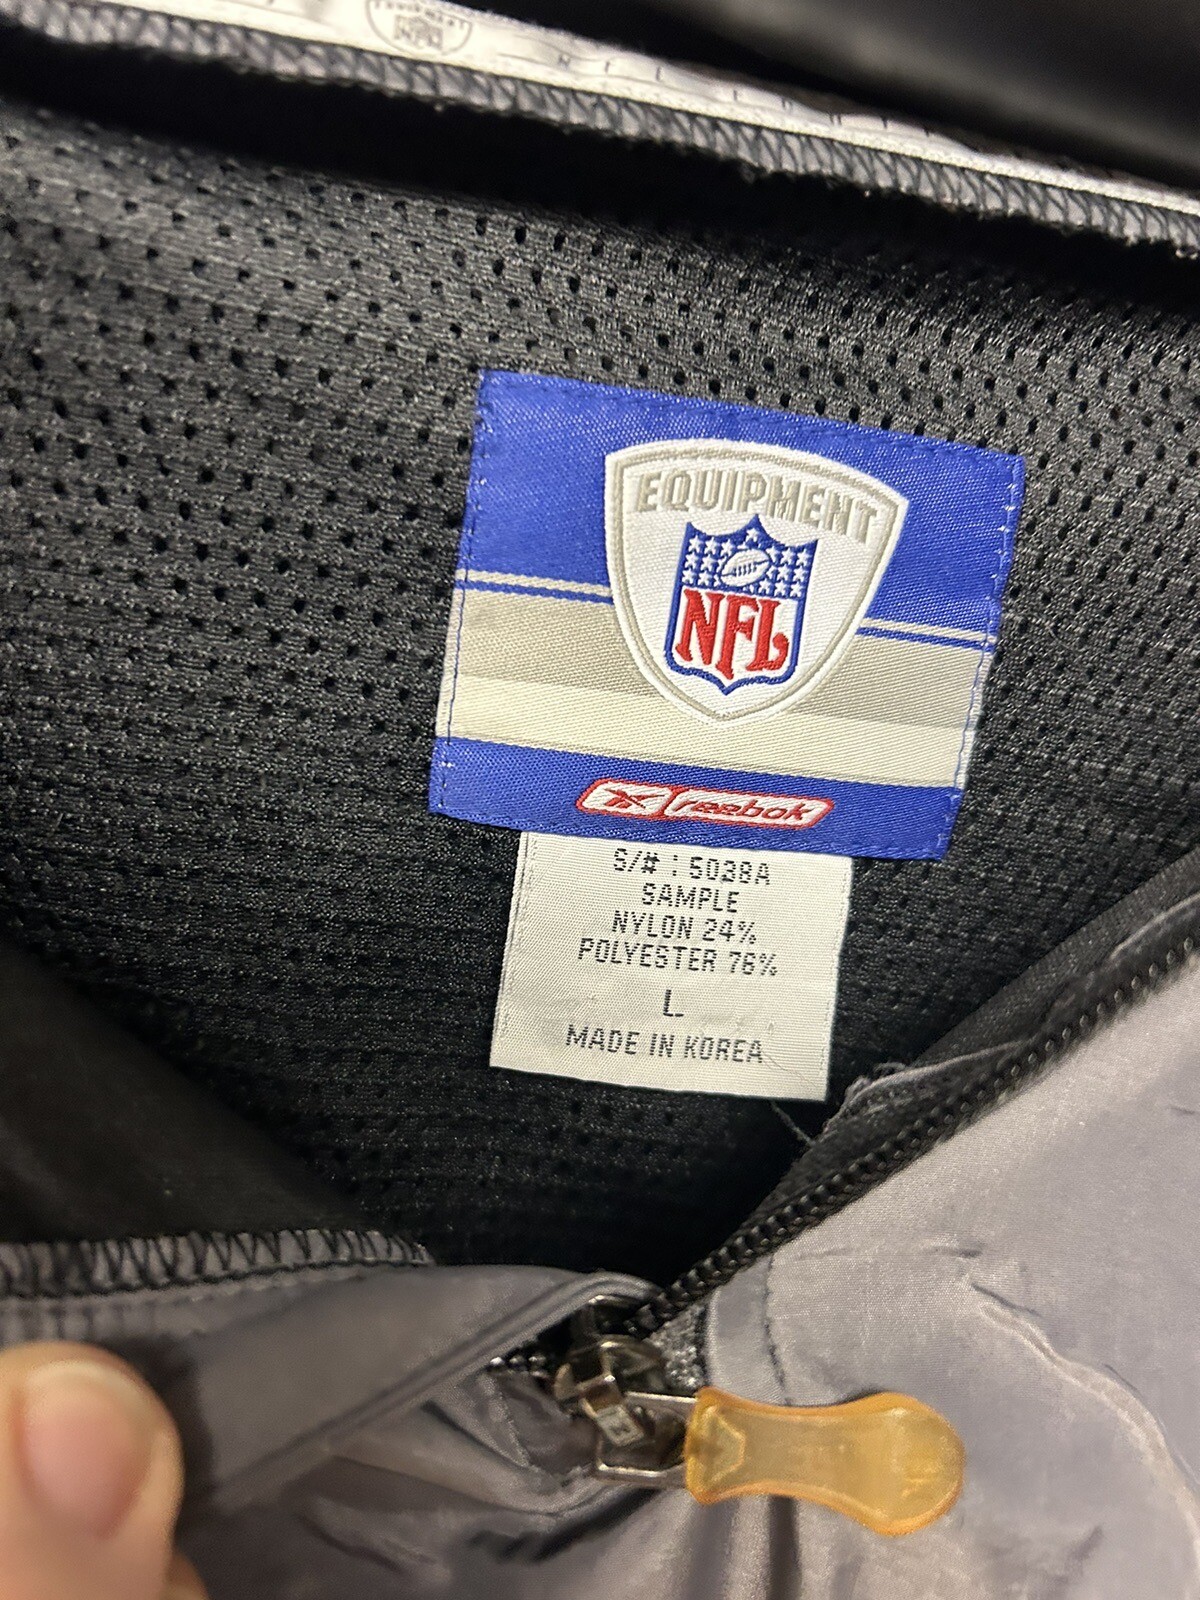 EQUIPMENT
NFL
reebok
S/# : 5038A
SAMPLE
NYLON 24%
POLYESTER 76%
L
MADE IN KOREA